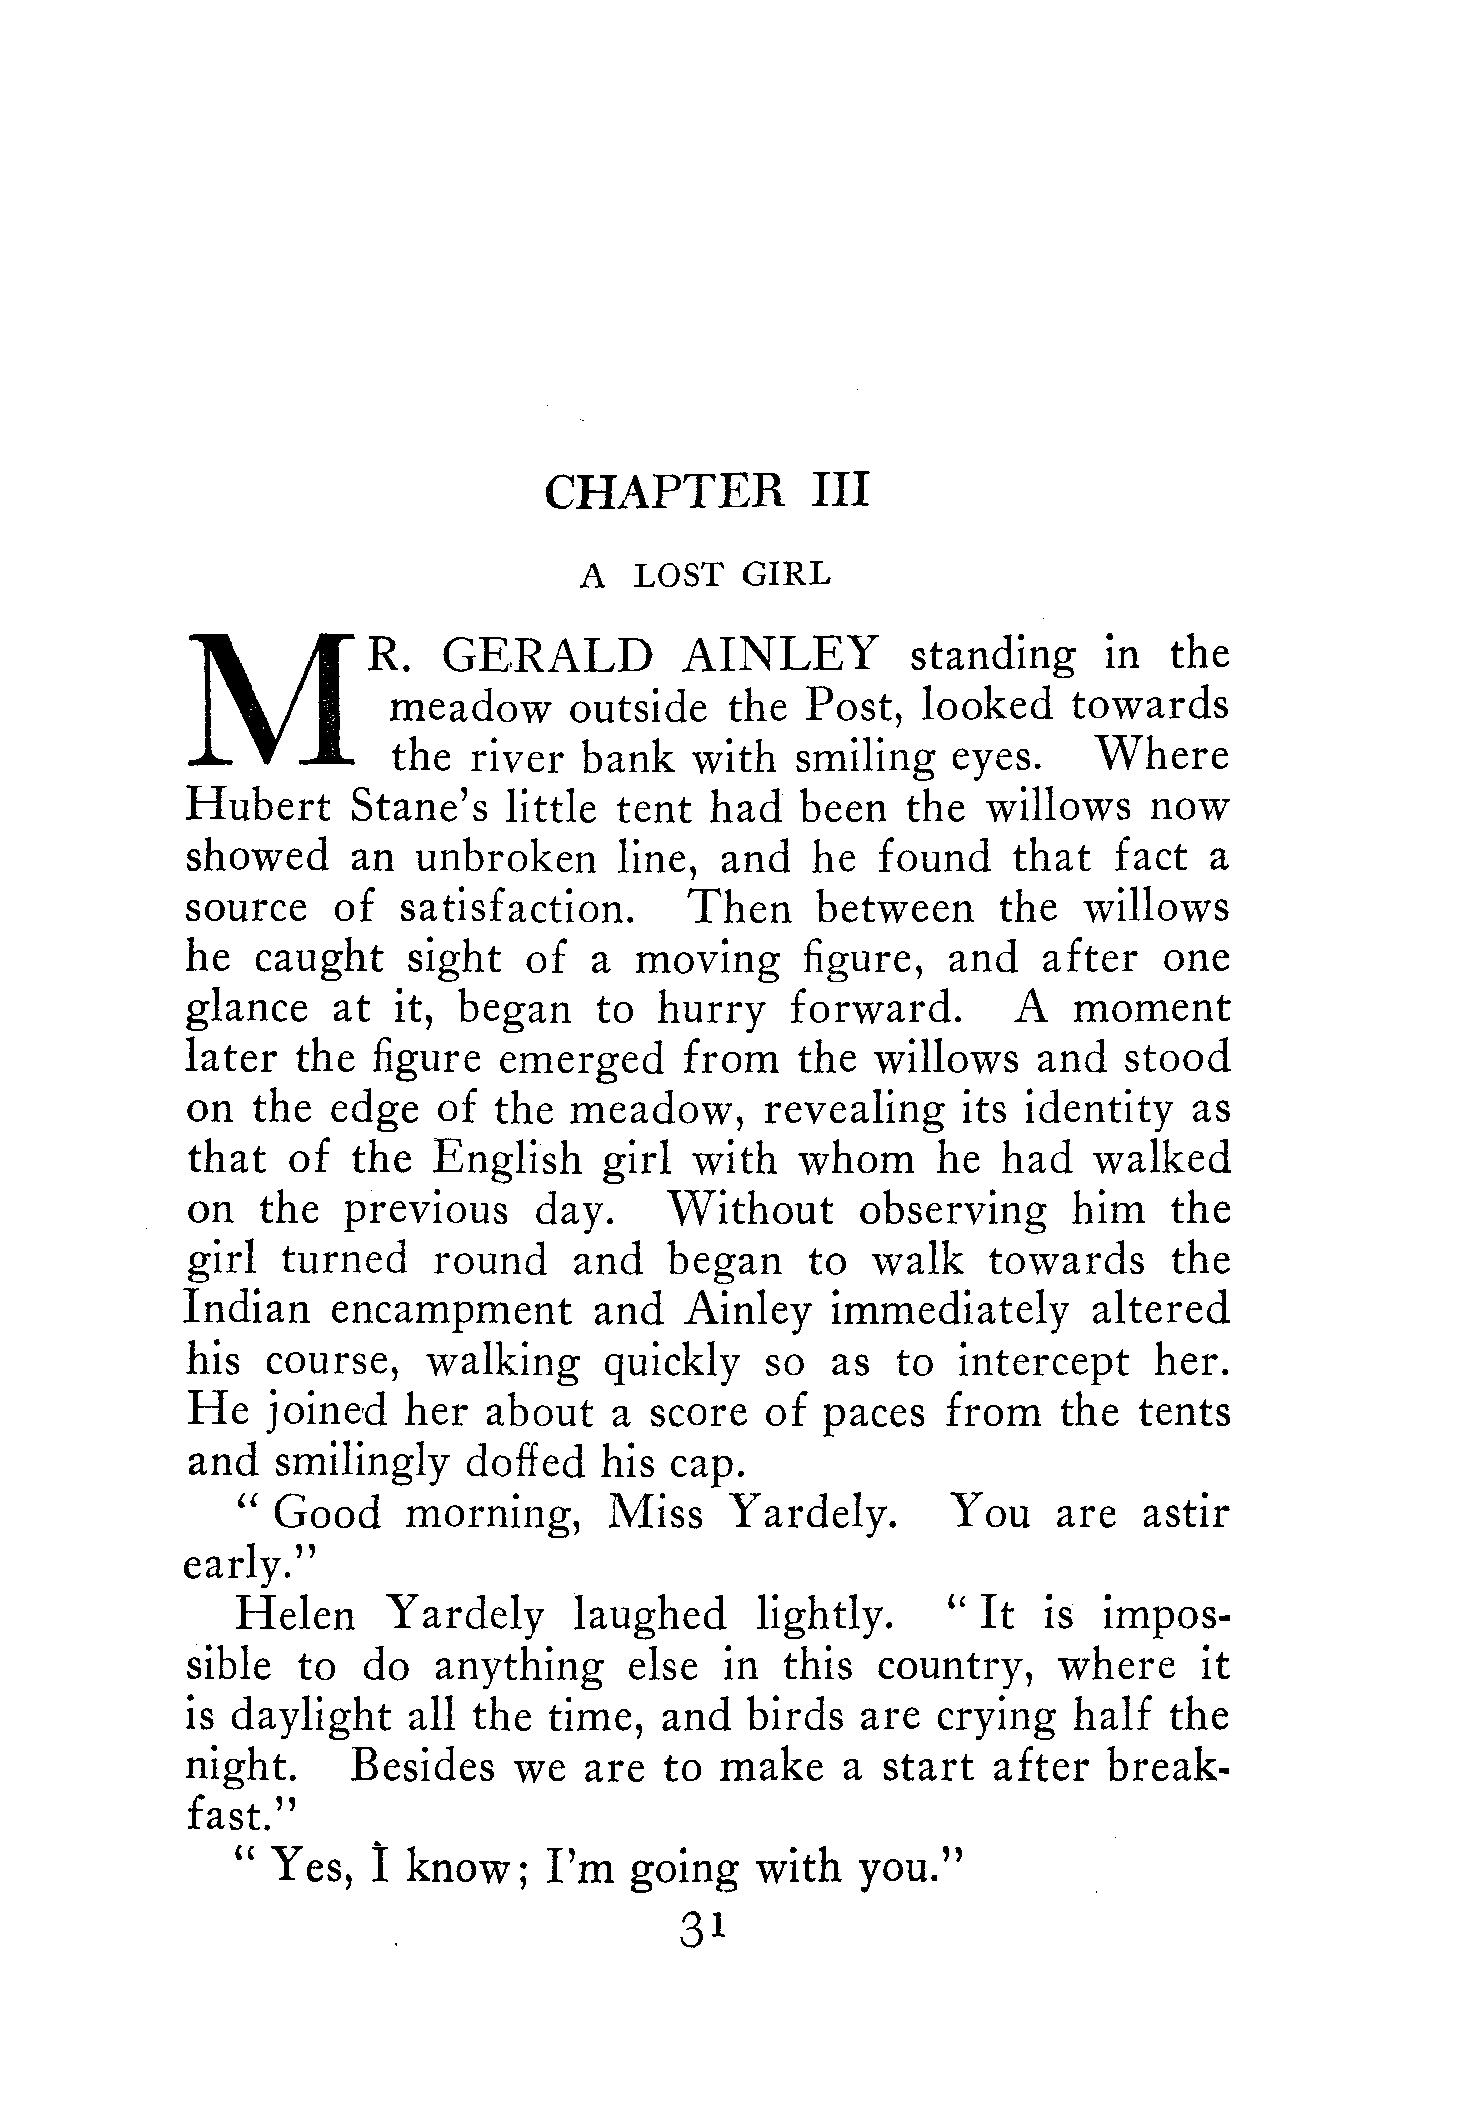 CHAPTER III
A LOST GIRL
MR. GERALD AINLEY standing in the
meadow outside the Post, looked towards
the river bank with smiling eyes. Where
Hubert Stane's little tent had been the willows now
showed an unbroken line, and he found that fact a
source of satisfaction. Then between the willows
he caught sight of a moving figure, and after one
glance at it, began to hurry forward. A moment
later the figure emerged from the willows and stood
on the edge of the meadow, revealing its identity as
that of the English girl with whom he had walked
on the previous day. Without observing him the
girl turned round and began to walk towards the
Indian encampment and Ainley immediately altered
his course, walking quickly so as to intercept her.
He joined her about a score of paces from the tents
and smilingly doffed his cap.
" Good morning, Miss Yardely. You are astir
early."
Helen Yardely laughed lightly. " It is impos-
sible to do anything else in this country, where it
is daylight all the time, and birds are crying half the
night. Besides we are to make a start after break-
fast."
" Yes, I know; I'm going with you."
31